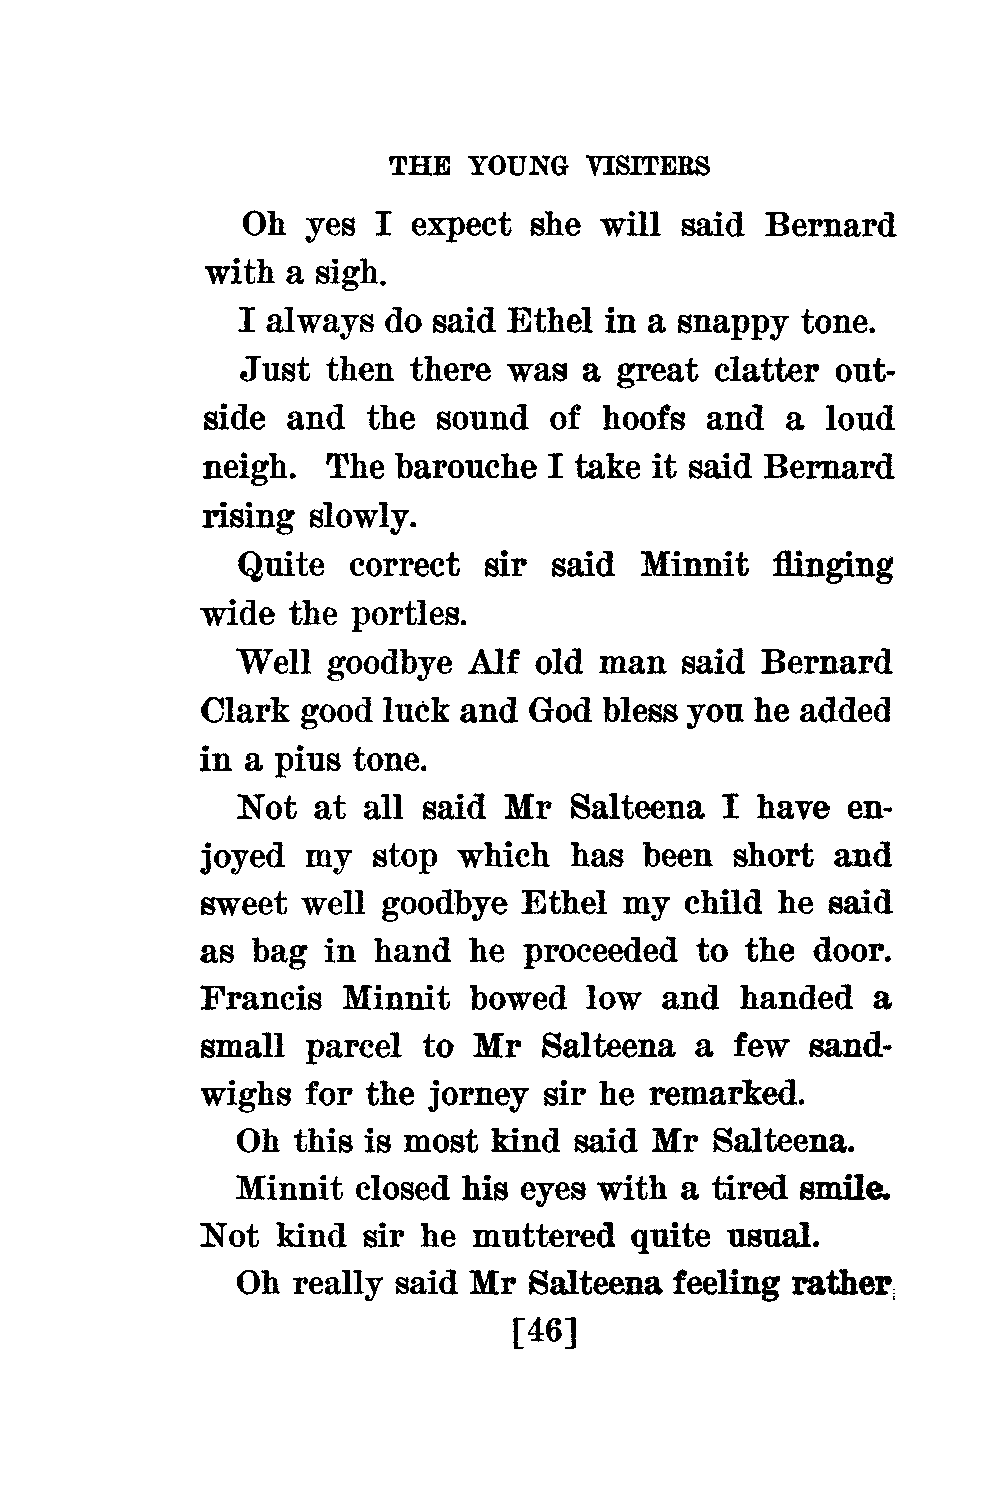 THE YOUNG VISITERS
Oh yes I expect she will said Bernard
with a sigh.
I always do said Ethel in a snappy tone.
Just then there was a great clatter out-
side and the sound of hoofs and a loud
neigh. The barouche I take it said Bernard
rising slowly.
Quite correct sir said Minnit flinging
wide the portles.
Well goodbye Alf old man said Bernard
Clark good luck and God bless you he added
in a pius tone.
Not at all said Mr Salteena I have en-
joyed my stop which has been short and
sweet well goodbye Ethel my child he said
as bag in hand he proceeded to the door.
Francis Minnit bowed low and handed a
small parcel to Mr Salteena a few sand-
wighs for the jorney sir he remarked.
Oh this is most kind said Mr Salteena.
Minnit closed his eyes with a tired smile.
Not kind sir he muttered quite usual.
Oh really said Mr Salteena feeling rather
[46]